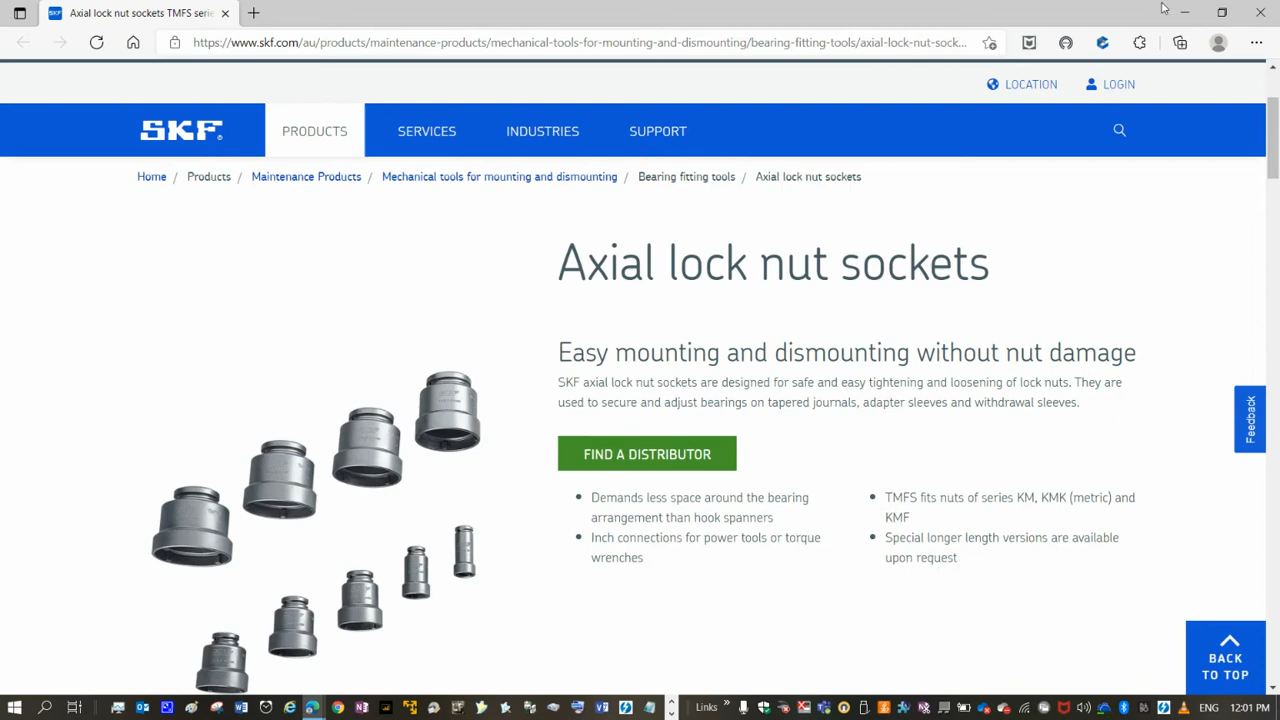 Axial lock nut sockets TMFS serie
https://www.skf.com/au/products/maintenance-products/mechanical-tools-for-mounting-and-dismounting/bearing-fitting-tools/axial-lock-nut-sock...
LOCATION LOGIN
SKF PRODUCTS SERVICES INDUSTRIES SUPPORT
Home / Products / Maintenance Products / Mechanical tools for mounting and dismounting / Bearing fitting tools / Axial lock nut sockets
Axial lock nut sockets
Easy mounting and dismounting without nut damage
SKF axial lock nut sockets are designed for safe and easy tightening and loosening of lock nuts. They are
used to secure and adjust bearings on tapered journals, adapter sleeves and withdrawal sleeves.
FIND A DISTRIBUTOR
Demands less space around the bearing
arrangement than hook spanners
Inch connections for power tools or torque
wrenches
TMFS fits nuts of series KM, KMK (metric) and
KMF
Special longer length versions are available
upon request
Feedback
BACK
TO TOP
Links » ENG 12:01 PM